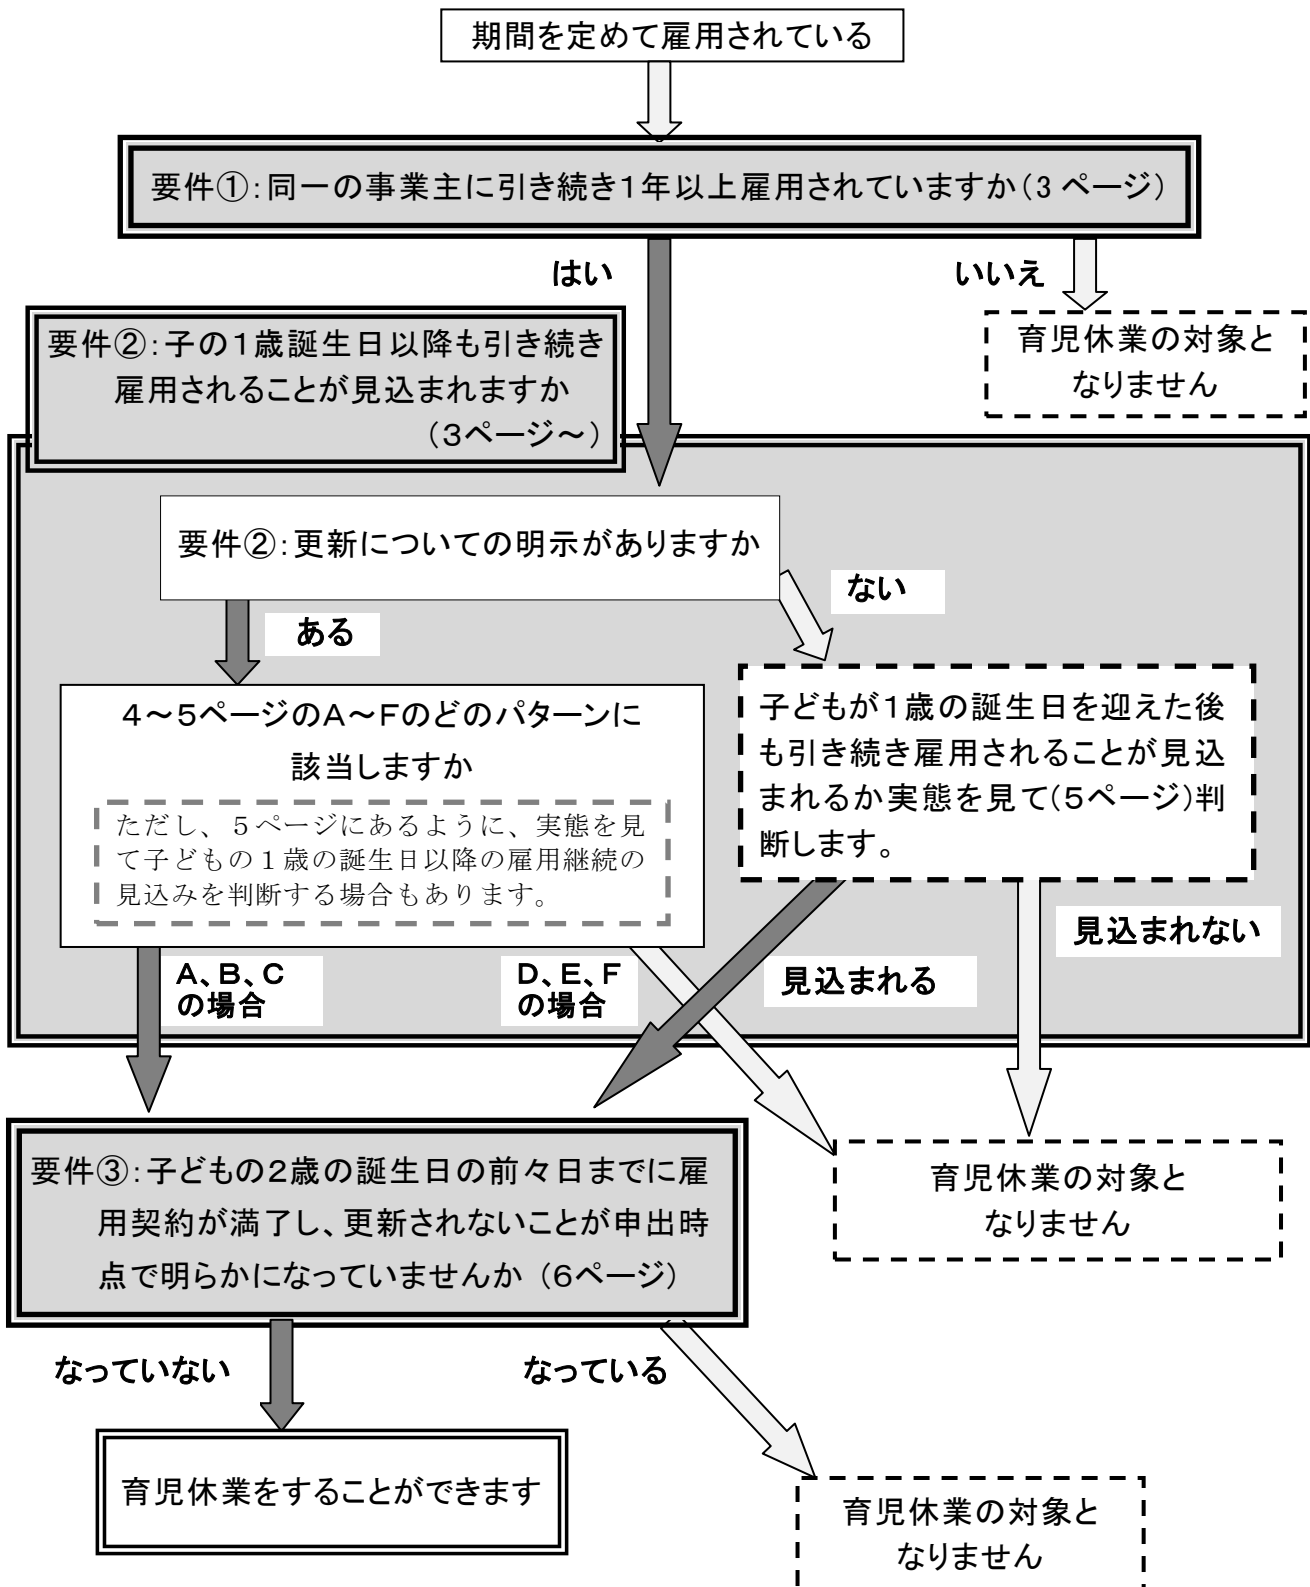 期間を定めて雇用されている
要件①:同一の事業主に引き続き1年以上雇用されていますか(3 ページ)
はい
いいえ
育児休業の対象と
なりません
要件②:子の1歳誕生日以降も引き続き
雇用されることが見込まれますか
(3ページ~)
要件②:更新についての明示がありますか
ある
ない
4~5ページのA~Fのどのパターンに
該当しますか
ただし、5ページにあるように、実態を見
て子どもの1歳の誕生日以降の雇用継続の
見込みを判断する場合もあります。
子どもが1歳の誕生日を迎えた後
も引き続き雇用されることが見込
まれるか実態を見て(5ページ)判
断します。
A、B、C
の場合
D、E、F
の場合
見込まれる
見込まれない
育児休業の対象と
なりません
要件③:子どもの2歳の誕生日の前々日までに雇
用契約が満了し、更新されないことが申出時
点で明らかになっていませんか (6ページ)
なっていない
なっている
育児休業をすることができます
育児休業の対象と
なりません